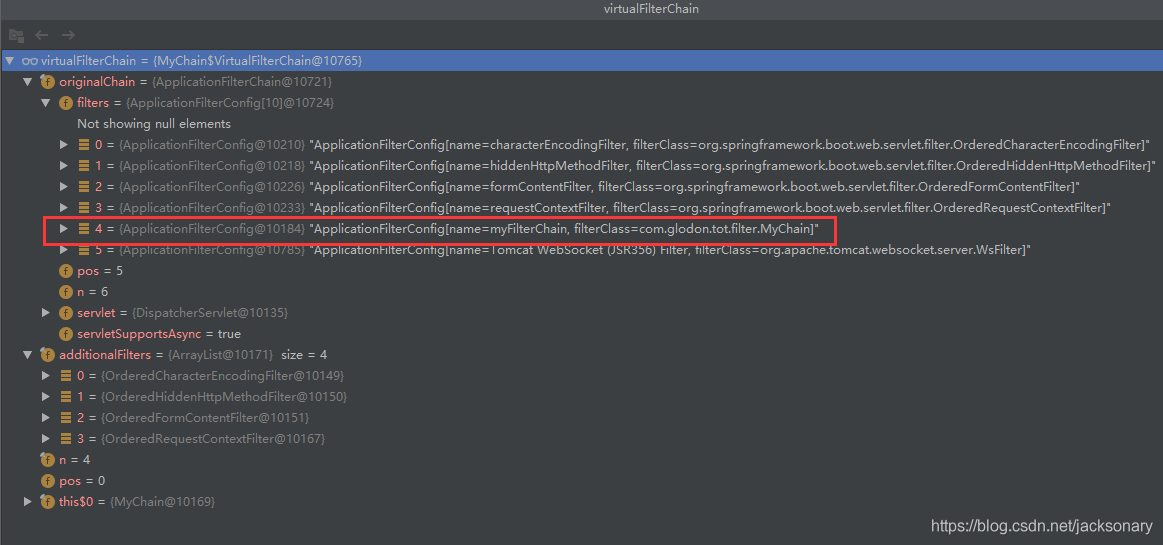 virtualFilterChain
virtualFilterChain = {MyChain$VirtualFilterChain@10765}
originalChain = {ApplicationFilterChain@10721}
filters = {ApplicationFilterConfig[10]@10724}
Not showing null elements
0 = {ApplicationFilterConfig@10210} "ApplicationFilterConfig[name=characterEncodingFilter, filterClass=org.springframework.boot.web.servlet.filter.OrderedCharacterEncodingFilter]"
1 = {ApplicationFilterConfig@10218} "ApplicationFilterConfig[name=hiddenHttpMethodFilter, filterClass=org.springframework.boot.web.servlet.filter.OrderedHiddenHttpMethodFilter]"
2 = {ApplicationFilterConfig@10226} "ApplicationFilterConfig[name=formContentFilter, filterClass=org.springframework.boot.web.servlet.filter.OrderedFormContentFilter]"
3 = {ApplicationFilterConfig@10233} "ApplicationFilterConfig[name=requestContextFilter, filterClass=org.springframework.boot.web.servlet.filter.OrderedRequestContextFilter]"
4 = {ApplicationFilterConfig@10184} "ApplicationFilterConfig[name=myFilterChain, filterClass=com.glodon.tot.filter.MyChain]"
5 = {ApplicationFilterConfig@10785} "ApplicationFilterConfig[name=Tomcat WebSocket (JSR356) Filter, filterClass=org.apache.tomcat.websocket.server.WsFilter]"
f pos = 5
f n = 6
f servlet = {DispatcherServlet@10135}
f servletSupportsAsync = true
f additionalFilters = {ArrayList@10171} size = 4
0 = {OrderedCharacterEncodingFilter@10149}
1 = {OrderedHiddenHttpMethodFilter@10150}
2 = {OrderedFormContentFilter@10151}
3 = {OrderedRequestContextFilter@10167}
f n = 4
f pos = 0
f this$0 = {MyChain@10169}
https://blog.csdn.net/jacksonary